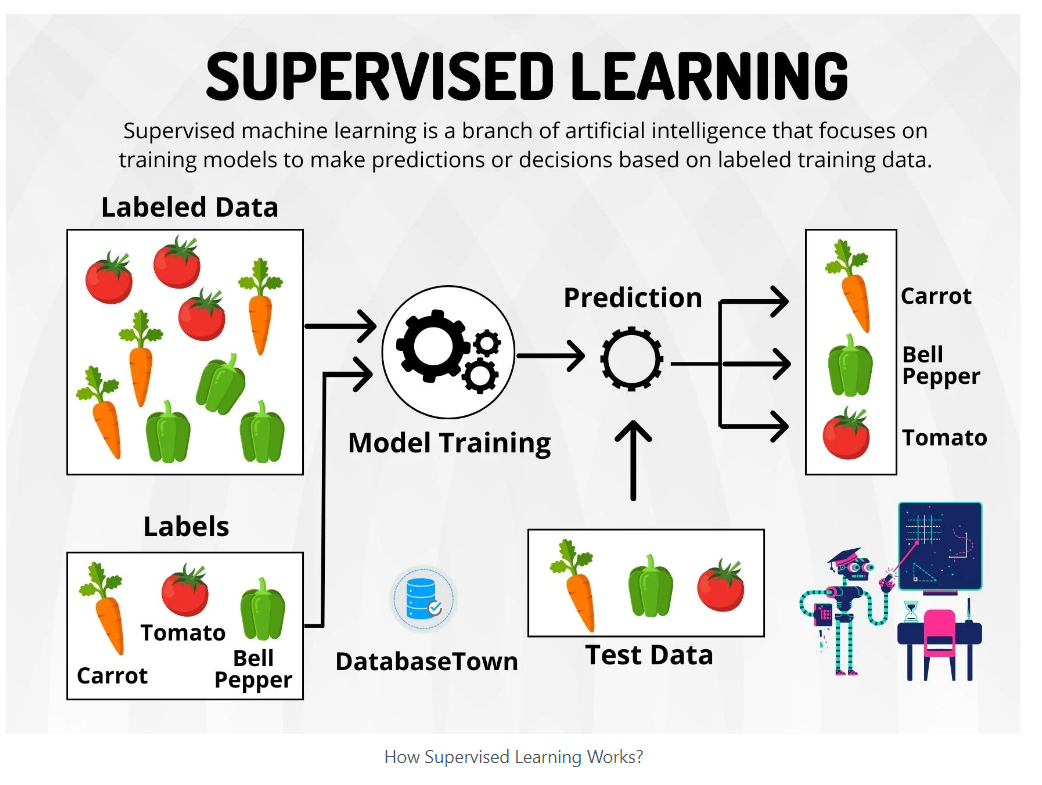 SUPERVISED LEARNING
Supervised machine learning is a branch of artificial intelligence that focuses on
training models to make predictions or decisions based on labeled training data.
Labeled Data
Model Training
Prediction
Carrot
Bell
Pepper
Tomato
Labels
Carrot
Tomato
Bell
Pepper
DatabaseTown
Test Data
How Supervised Learning Works?